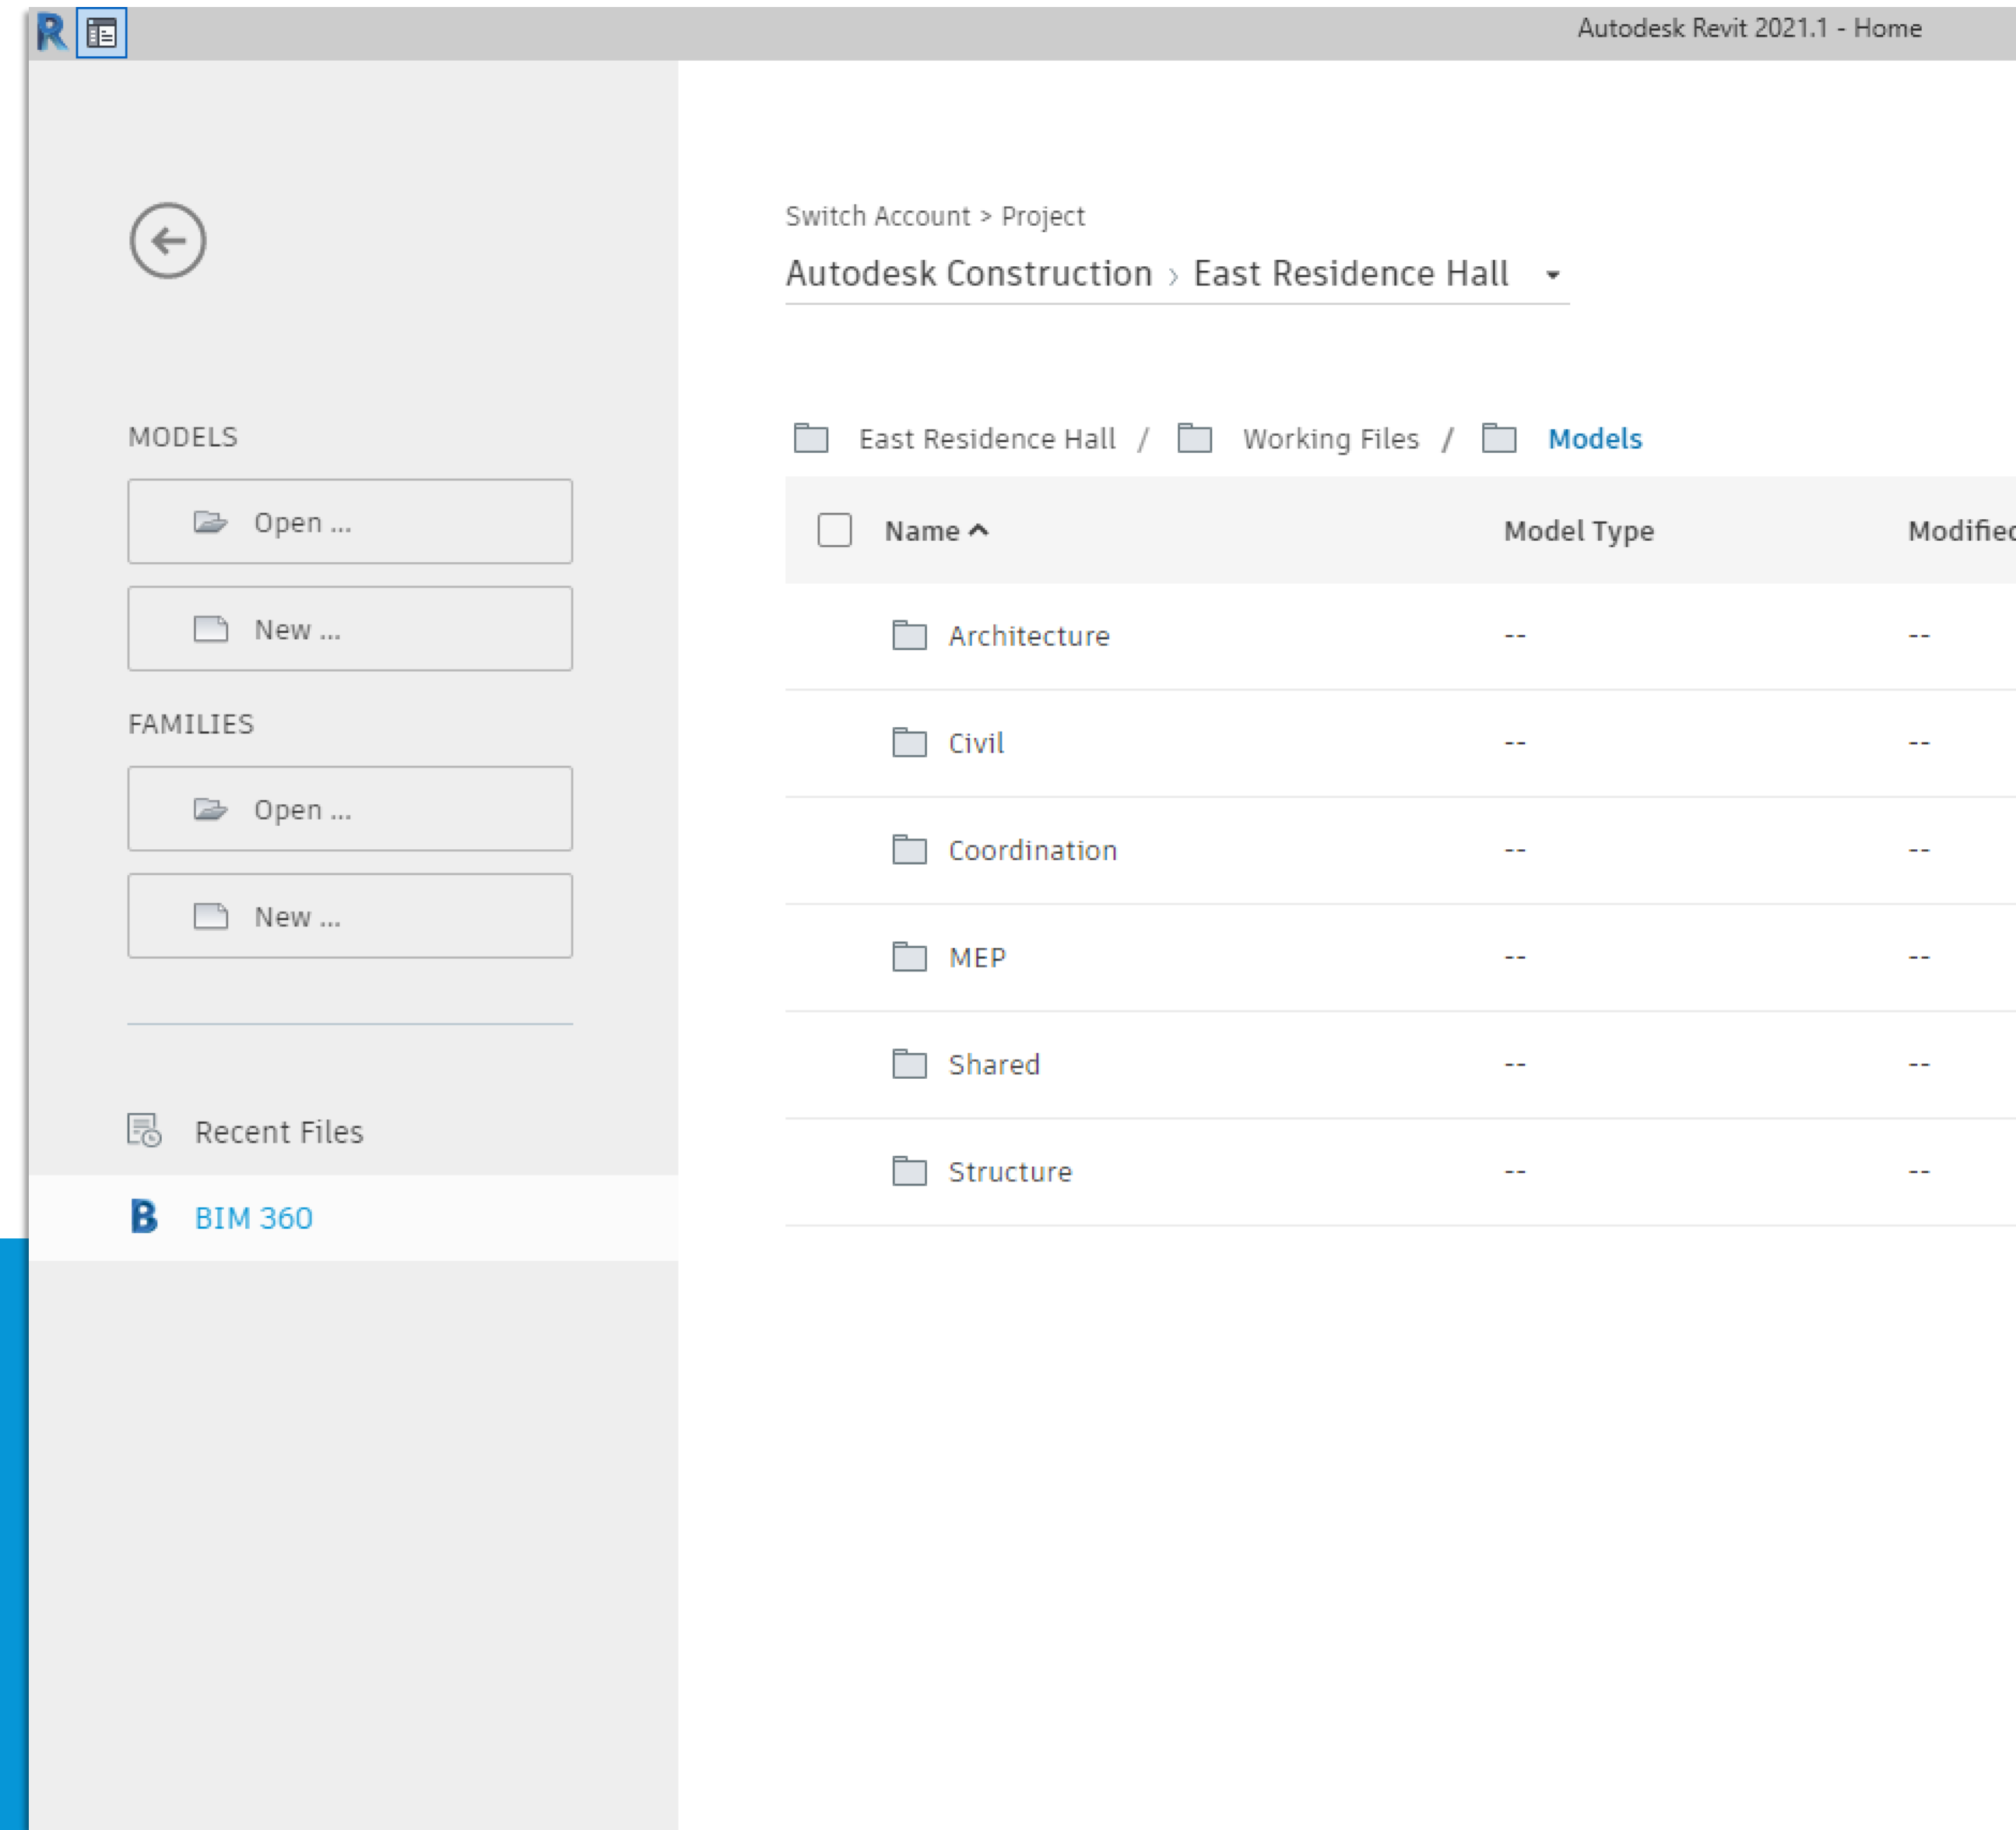 Autodesk Revit 2021.1 - Home
Switch Account > Project
Autodesk Construction › East Residence Hall
MODELS
Open ...
New ...
FAMILIES
Open ...
New ...
Recent Files
B BIM 360
East Residence Hall / Working Files / Models
Name Model Type Modified
Architecture -- --
Civil -- --
Coordination -- --
MEP -- --
Shared -- --
Structure -- --